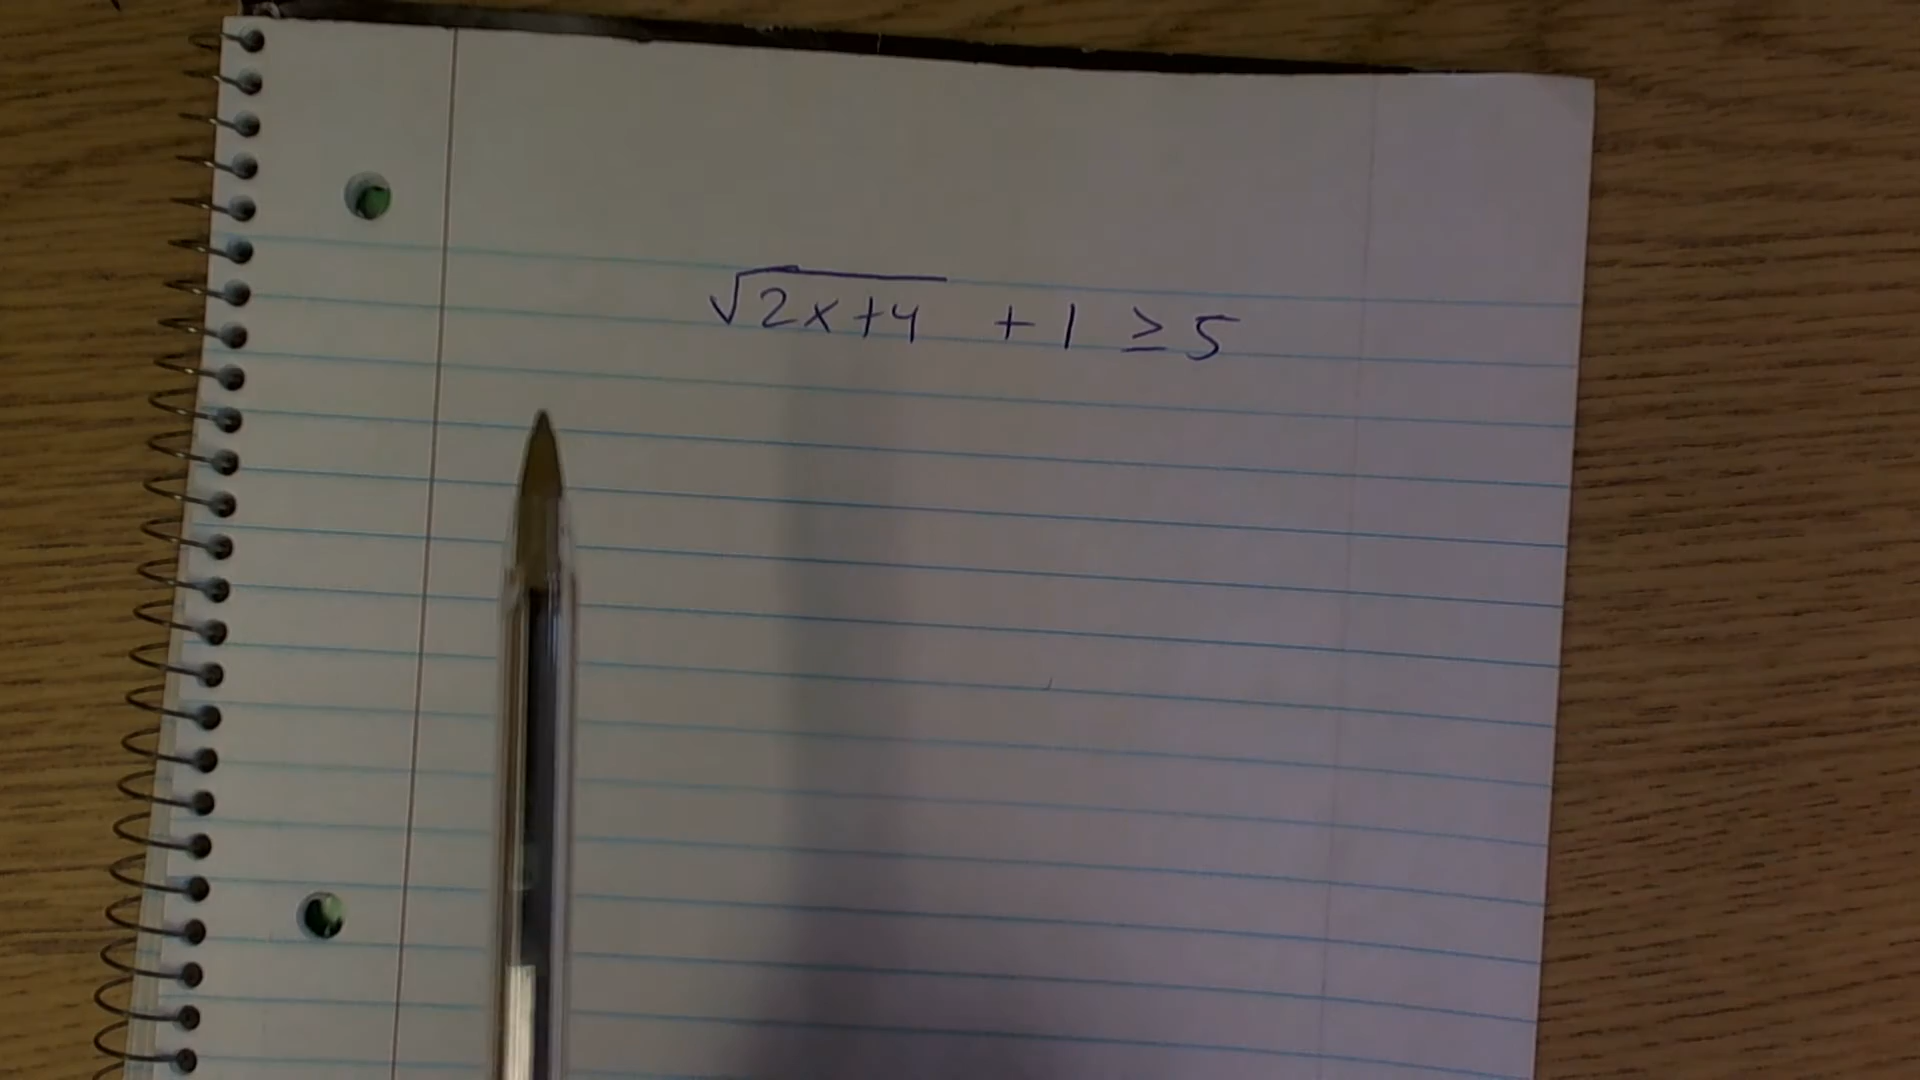 √2x+4 + 1 ≥ 5